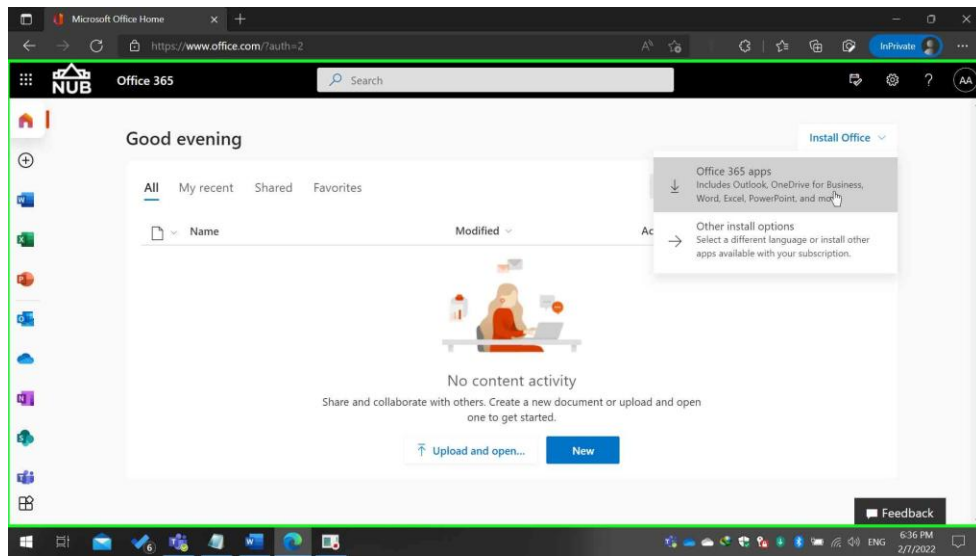 Microsoft Office Home
https://www.office.com/?auth=2
InPrivate
NUB
Office 365
Search
AA
Good evening
Install Office
Office 365 apps
Includes Outlook, OneDrive for Business,
Word, Excel, PowerPoint, and
Other install options
Select a different language or install other
apps available with your subscription.
All My recent Shared Favorites
Name Modified Ac
No content activity
Share and collaborate with others. Create a new document or upload and open
one to get started.
Upload and open...
New
Feedback
6
ENG
6:36 PM
2/7/2022